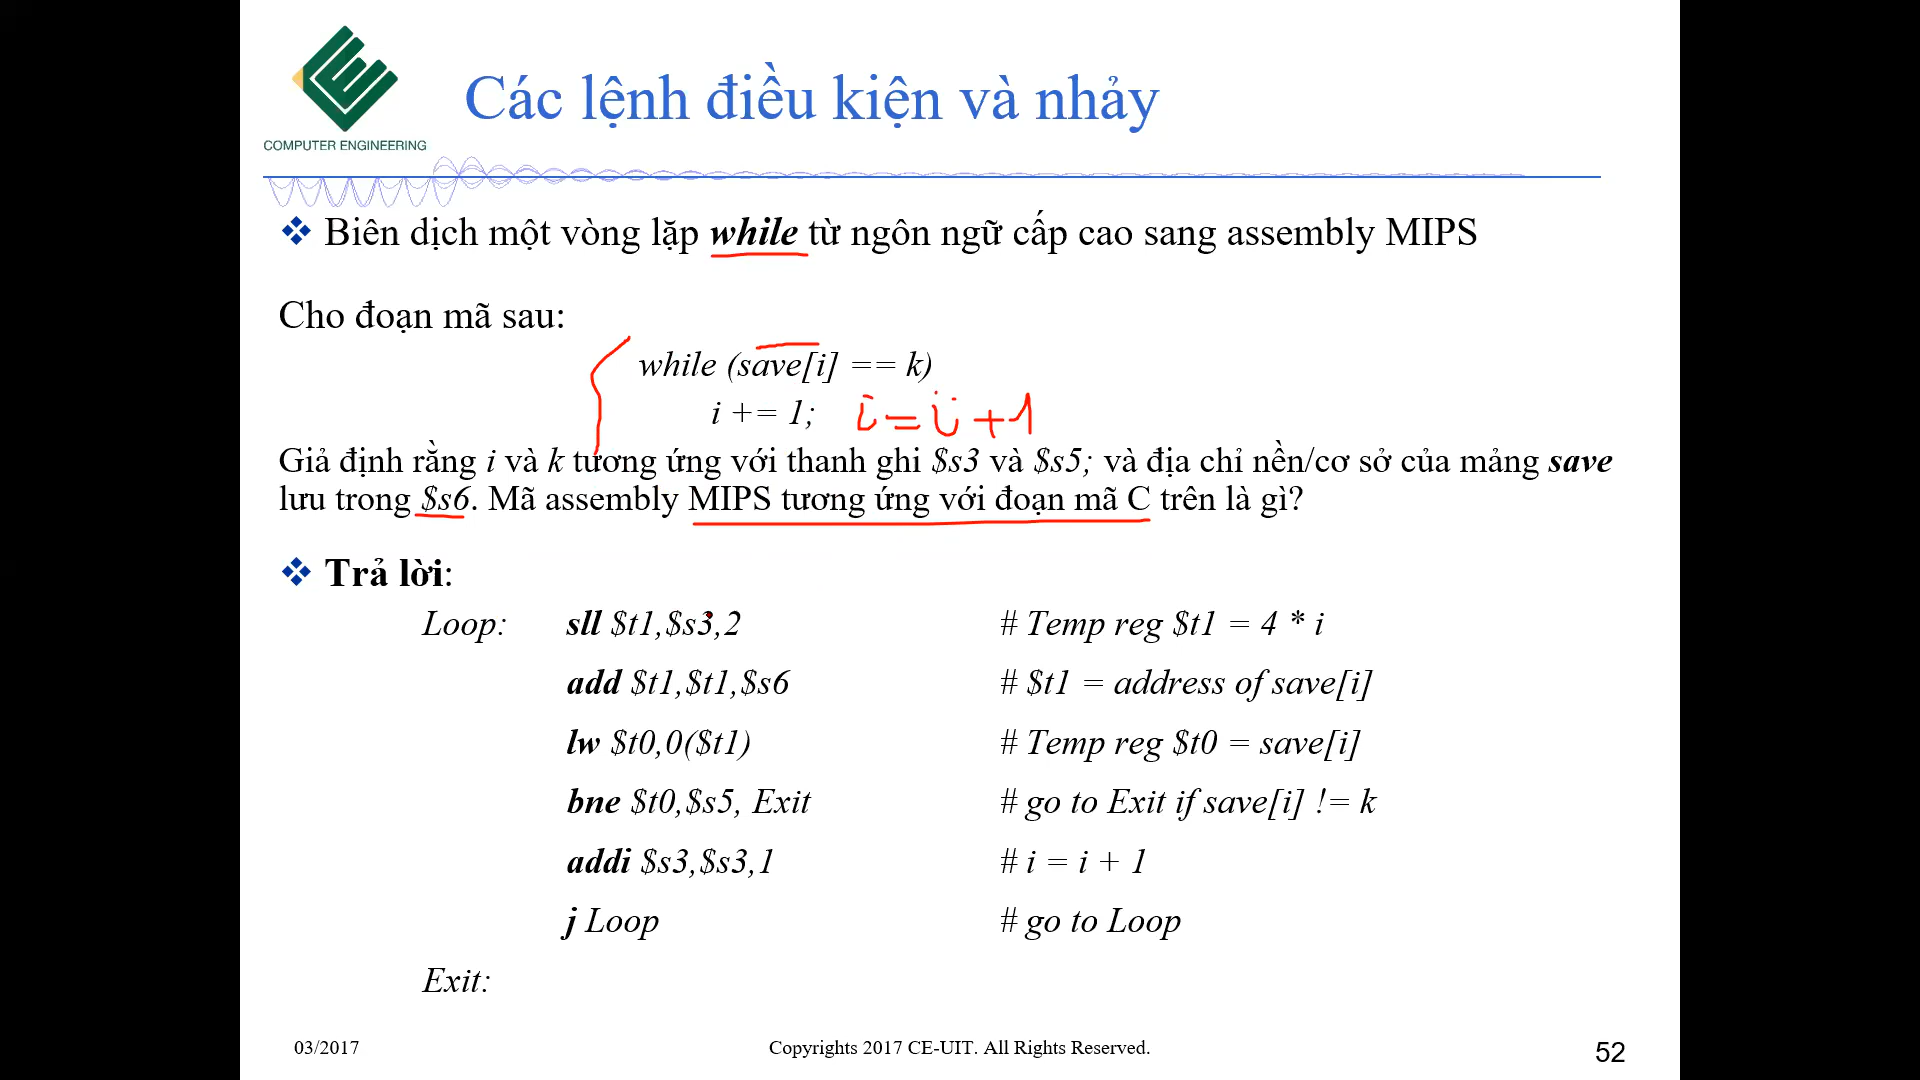 COMPUTER ENGINEERING
Các lệnh điều kiện và nhảy
❖ Biên dịch một vòng lặp while từ ngôn ngữ cấp cao sang assembly MIPS
Cho đoạn mã sau:
while (save[i] == k)
i += 1; i = i + 1
Giả định rằng i và k tương ứng với thanh ghi $s3 và $s5; và địa chỉ nền/cơ sở của mảng save
lưu trong $s6. Mã assembly MIPS tương ứng với đoạn mã C trên là gì?
❖ Trả lời:
Loop: sll $t1,$s3,2 # Temp reg $t1 = 4 * i
add $t1,$t1,$s6 # $t1 = address of save[i]
lw $t0,0($t1) # Temp reg $t0 = save[i]
bne $t0,$s5, Exit # go to Exit if save[i] != k
addi $s3,$s3,1 # i = i + 1
j Loop # go to Loop
Exit:
03/2017 Copyrights 2017 CE-UIT. All Rights Reserved. 52